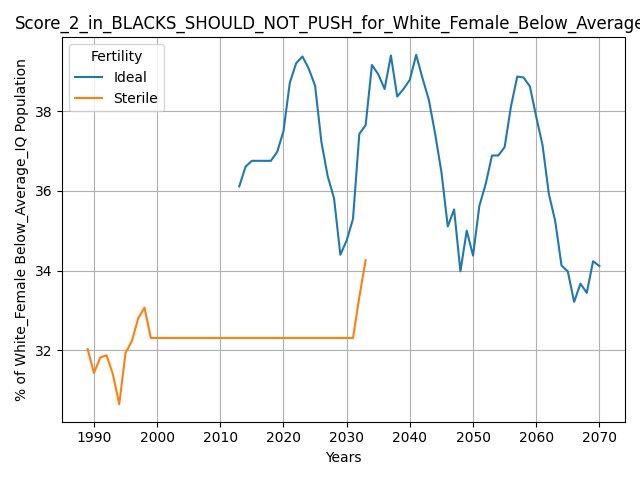 Score_2_in_BLACKS_SHOULD_NOT_PUSH_for_White_Female_Below_Average
% of White_Female Below_Average_IQ Population
Fertility
Ideal
Sterile
38
36
34
32
1990 2000 2010 2020 2030 2040 2050 2060 2070
Years